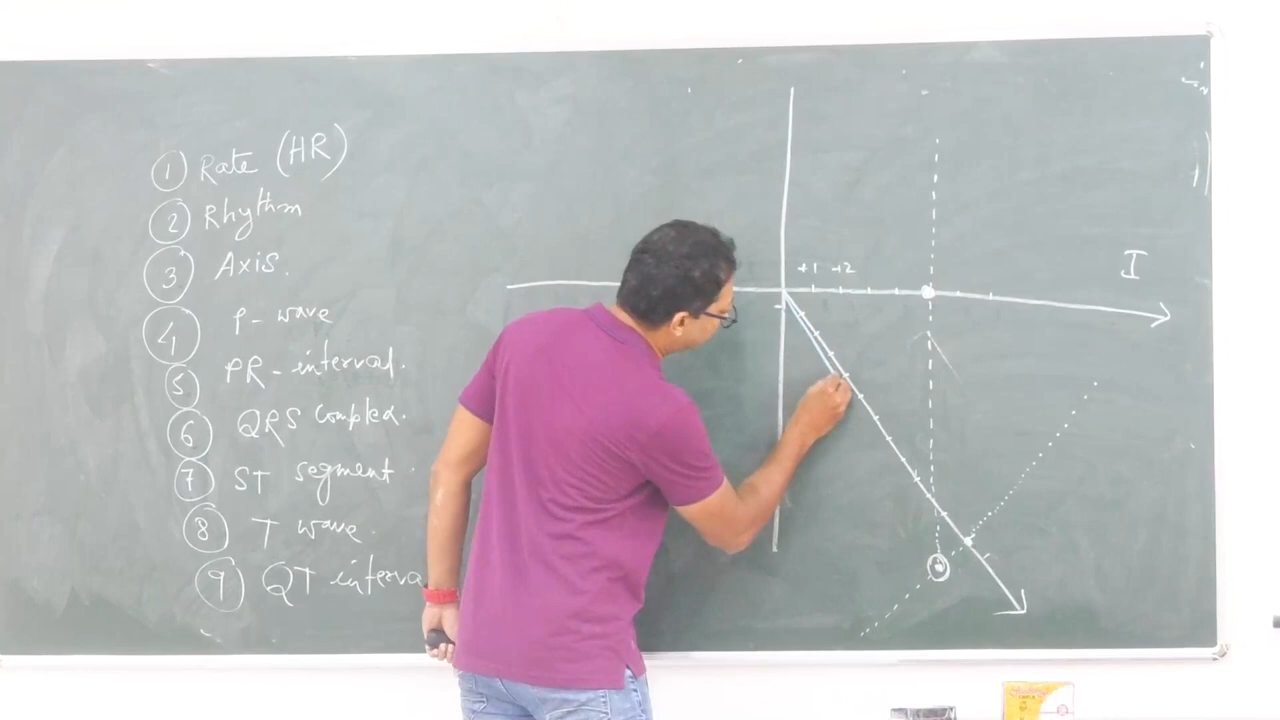 ① Rate (HR)
② Rhythm
③ Axis.
④ P-wave
⑤ PR-interval.
⑥ QRS Complex.
⑦ ST segment
⑧ T wave.
⑨ QT interva
+1 +2
I